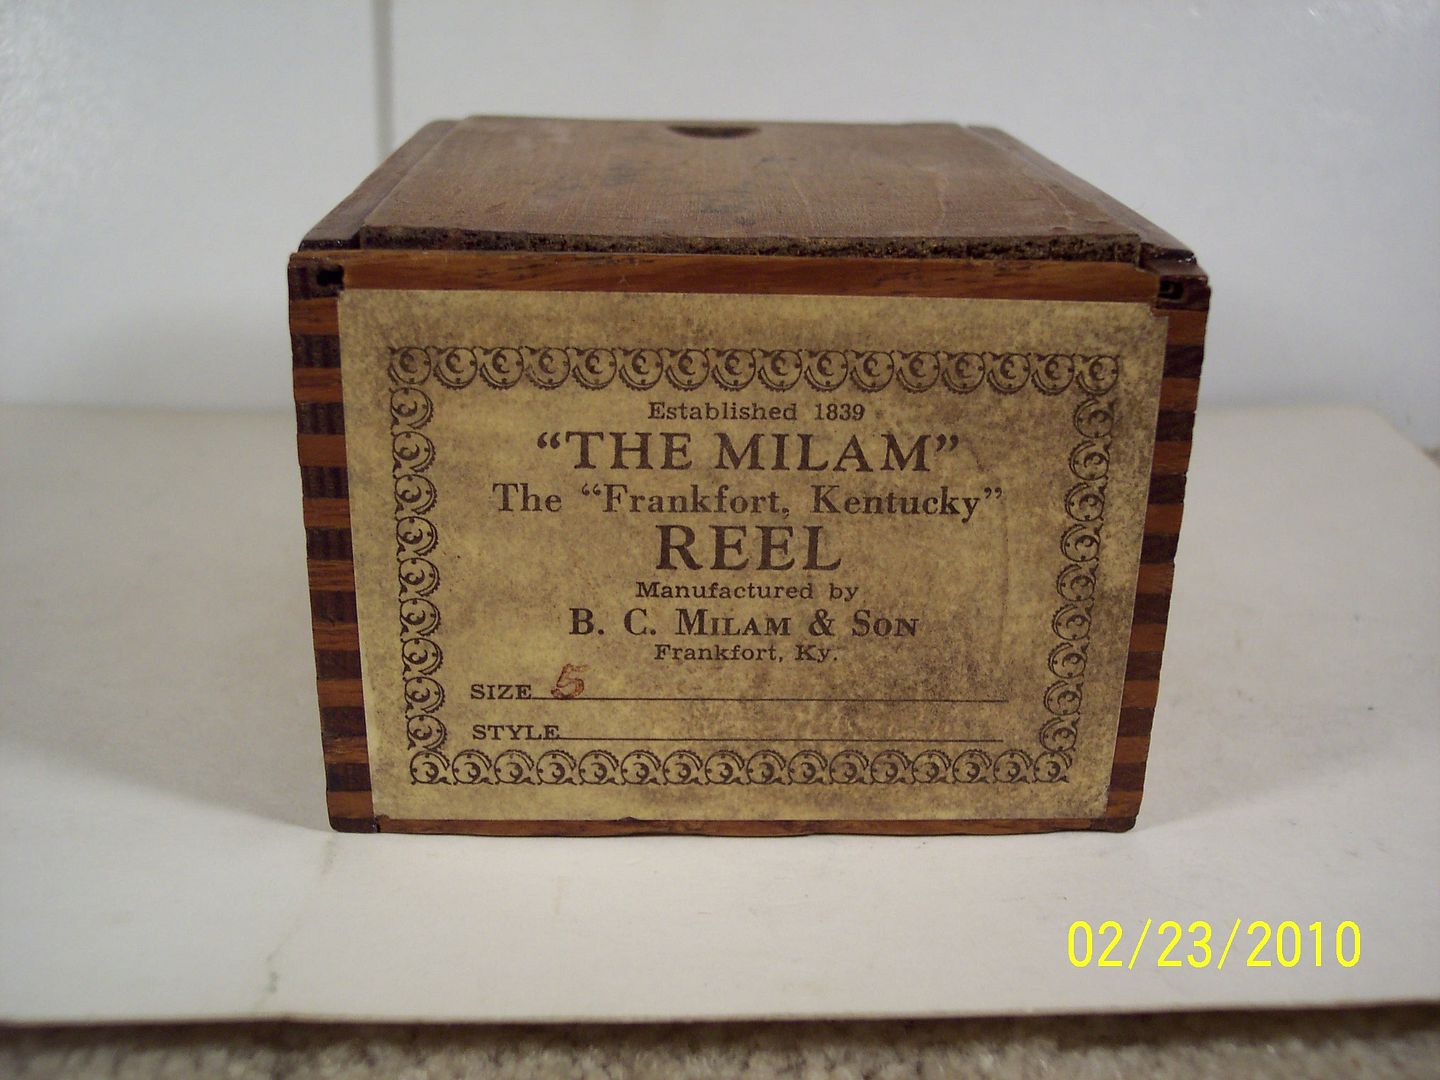 Established 1839
“THE MILAM”
The “Frankfort, Kentucky”
REEL
Manufactured by
B. C. MILAM & SON
Frankfort, Ky.
SIZE 5
STYLE
02/23/2010